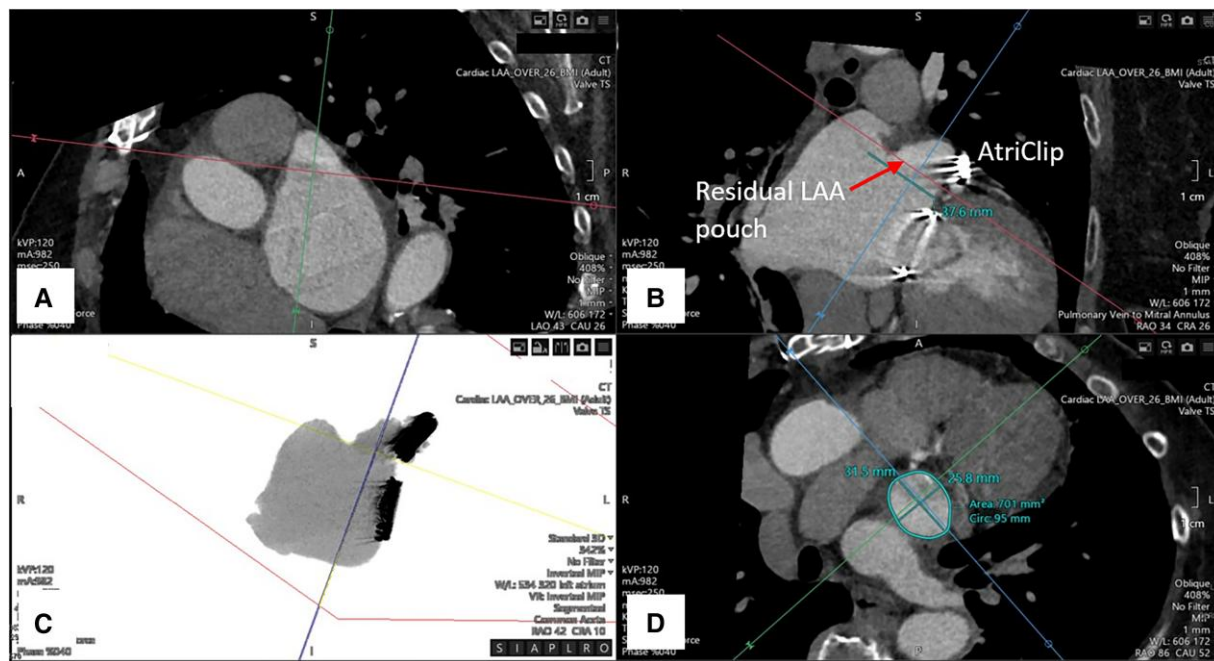 S
CT
Cardiac LAA_OVER_26_BMI (Adult)
Valve TS
A
P
1 cm
kVP:120
mA:982
msec:250
Oblique
408%
No Filter
MIP
1 mm
W/L: 606 172
LAO 43 CAU 26
Phase %040
I
A
S
CT
Cardiac LAA_OVER_26_BMI (Adult)
Valve TS
AtriClip
Residual LAA
pouch
37.6 mm
R
L
1 cm
kVP:120
mA:982
msec:250
Oblique
408%
No Filter
MIP
1 mm
W/L: 606 172
Pulmonary Vein to Mitral Annulus
RAO 34 CRA 26
Phase %040
I
B
S
CT
Cardiac LAA_OVER_26_BMI (Adult)
Valve TS
R
L
Standard 3D
342%
No Filter
Inverted MIP
W/L: 534 320 left atrium
VR: Inverted MIP
Segmented
Common Aorta
RAO 42 CRA 10
kVP:120
mA:982
Phase %040
I
S I A P L R O
C
A
CT
Cardiac LAA_OVER_26_BMI (Adult)
Valve TS
31.5 mm
25.8 mm
Area: 701 mm²
Circ: 95 mm
R
L
1 cm
kVP:120
mA:982
msec:250
Oblique
408%
No Filter
MIP
1 mm
W/L: 606 172
RAO 86 CAU 52
Phase %040
P
D